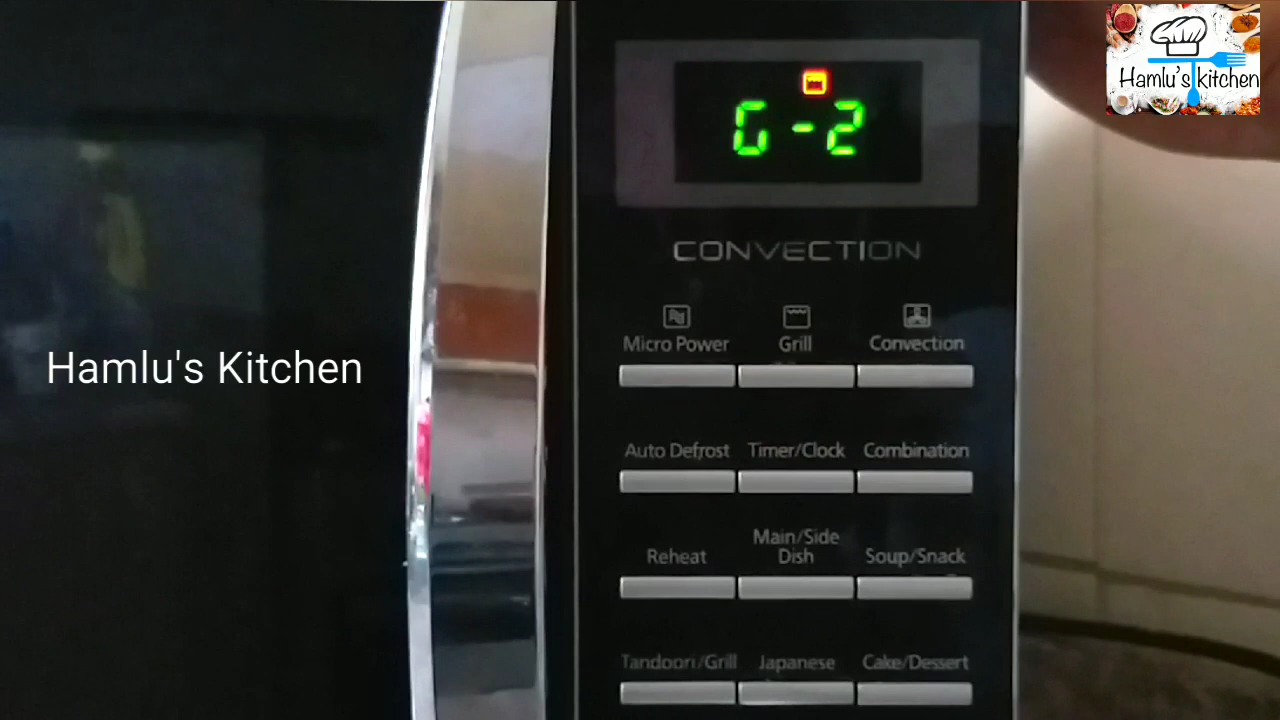 Hamlu's kitchen
G-2
CONVECTION
Micro Power Grill Convection
Hamlu's Kitchen
Auto Defrost Timer/Clock Combination
Reheat Main/Side Dish Soup/Snack
Tandoori/Grill Japanese Cake/Dessert